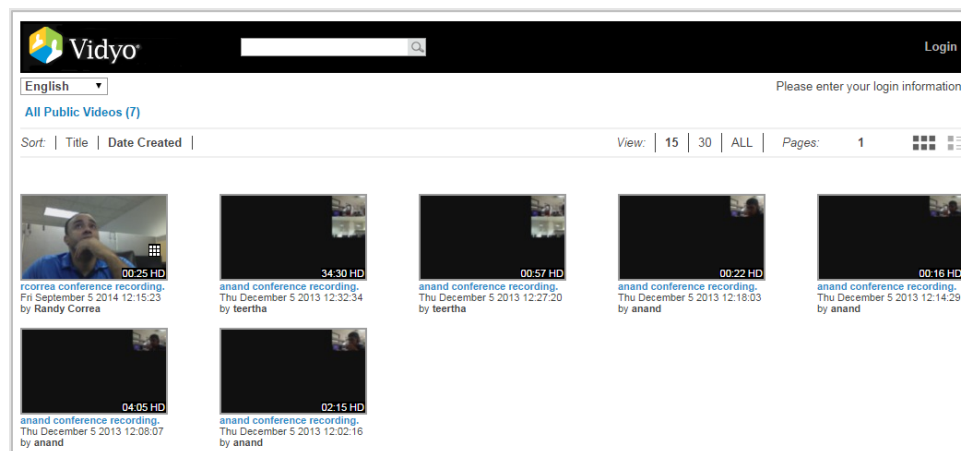 Vidyo
Login
English
Please enter your login information
All Public Videos (7)
Sort: | Title | Date Created |
View: | 15 | 30 | ALL | Pages: 1
00:25 HD
34:30 HD
00:57 HD
00:22 HD
00:16 HD
rcorrea conference recording.
Fri September 5 2014 12:15:23
by Randy Correa
anand conference recording.
Thu December 5 2013 12:32:34
by teertha
anand conference recording.
Thu December 5 2013 12:27:20
by teertha
anand conference recording.
Thu December 5 2013 12:18:03
by anand
anand conference recording.
Thu December 5 2013 12:14:29
by anand
04:05 HD
02:15 HD
anand conference recording.
Thu December 5 2013 12:08:07
by anand
anand conference recording.
Thu December 5 2013 12:02:16
by anand